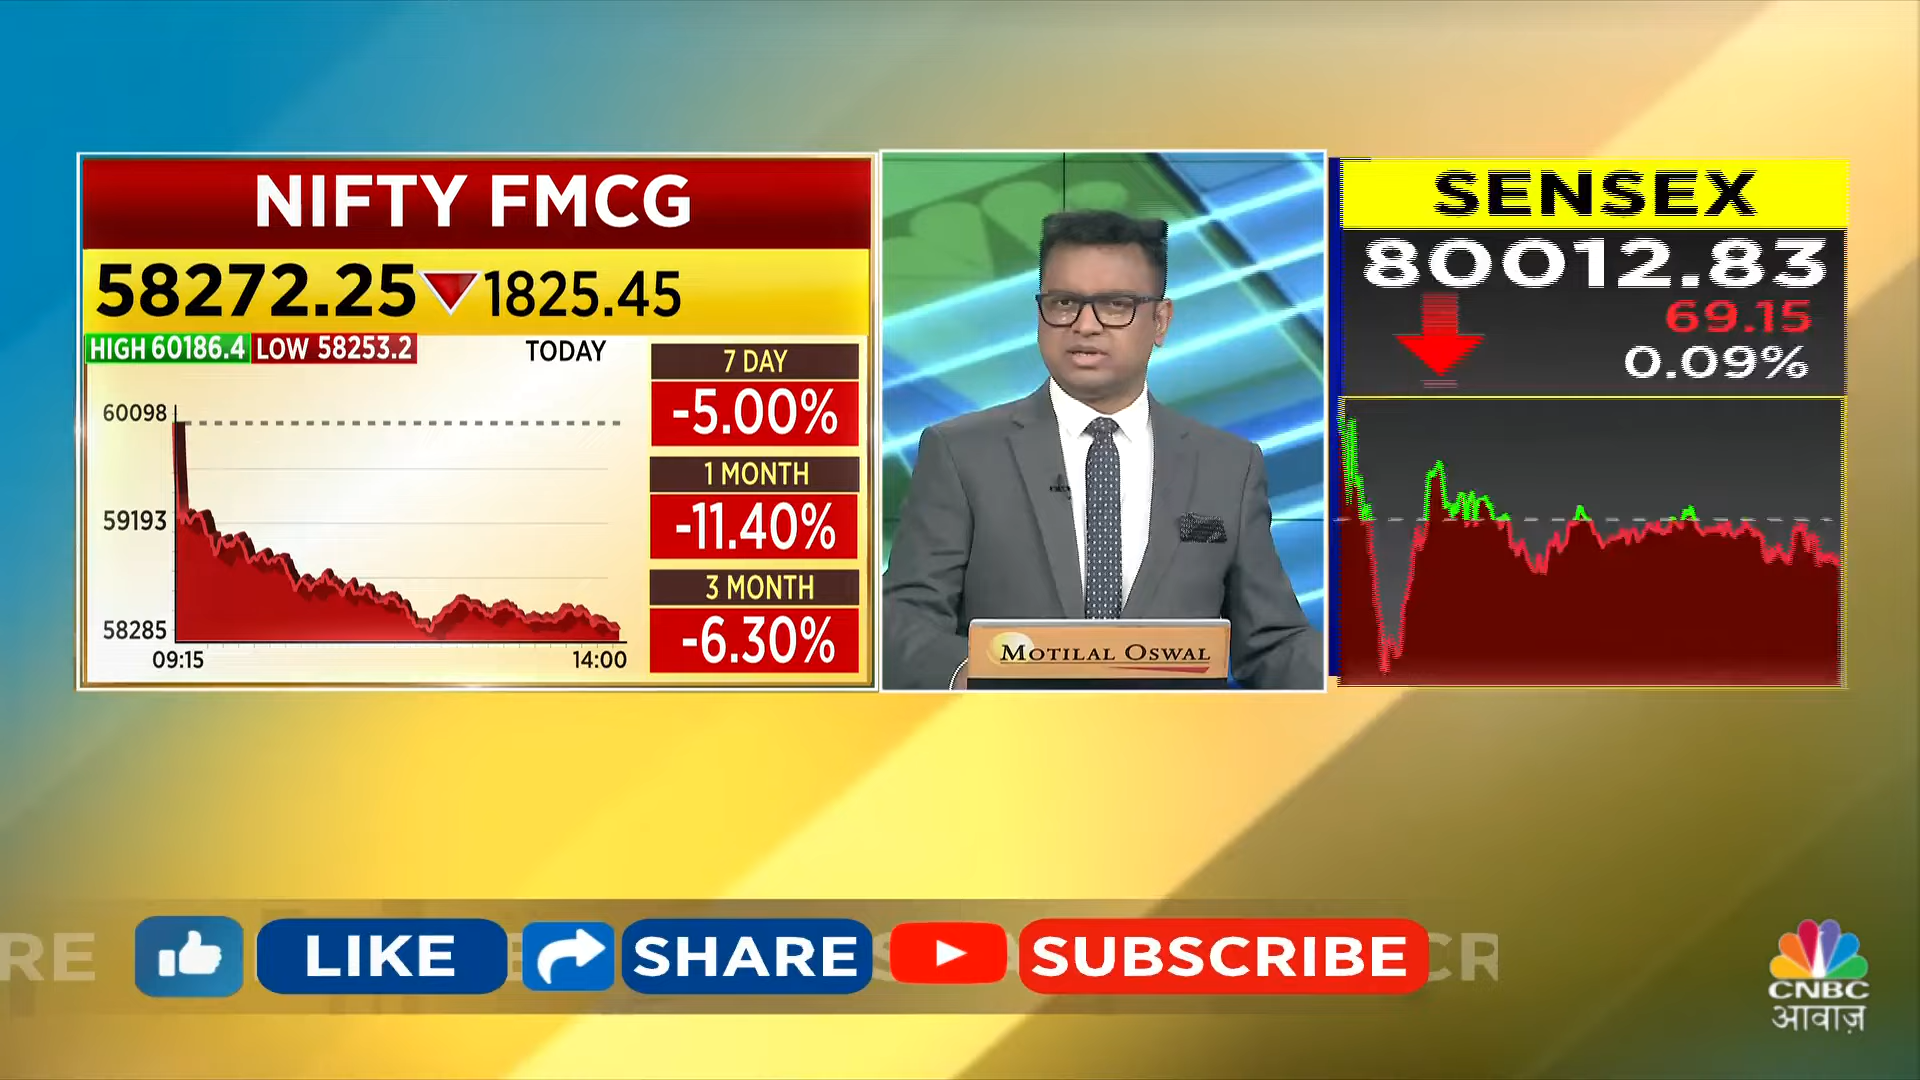 NIFTY FMCG
58272.25 1825.45
HIGH 60186.4 LOW 58253.2
TODAY
60098
59193
58285
09:15 14:00
7 DAY
-5.00%
1 MONTH
-11.40%
3 MONTH
-6.30%
MOTILAL OSWAL
SENSEX
80012.83
69.15
0.09%
RE LIKE SHARE SUBSCRIBE CR
CNBC
आवाज़